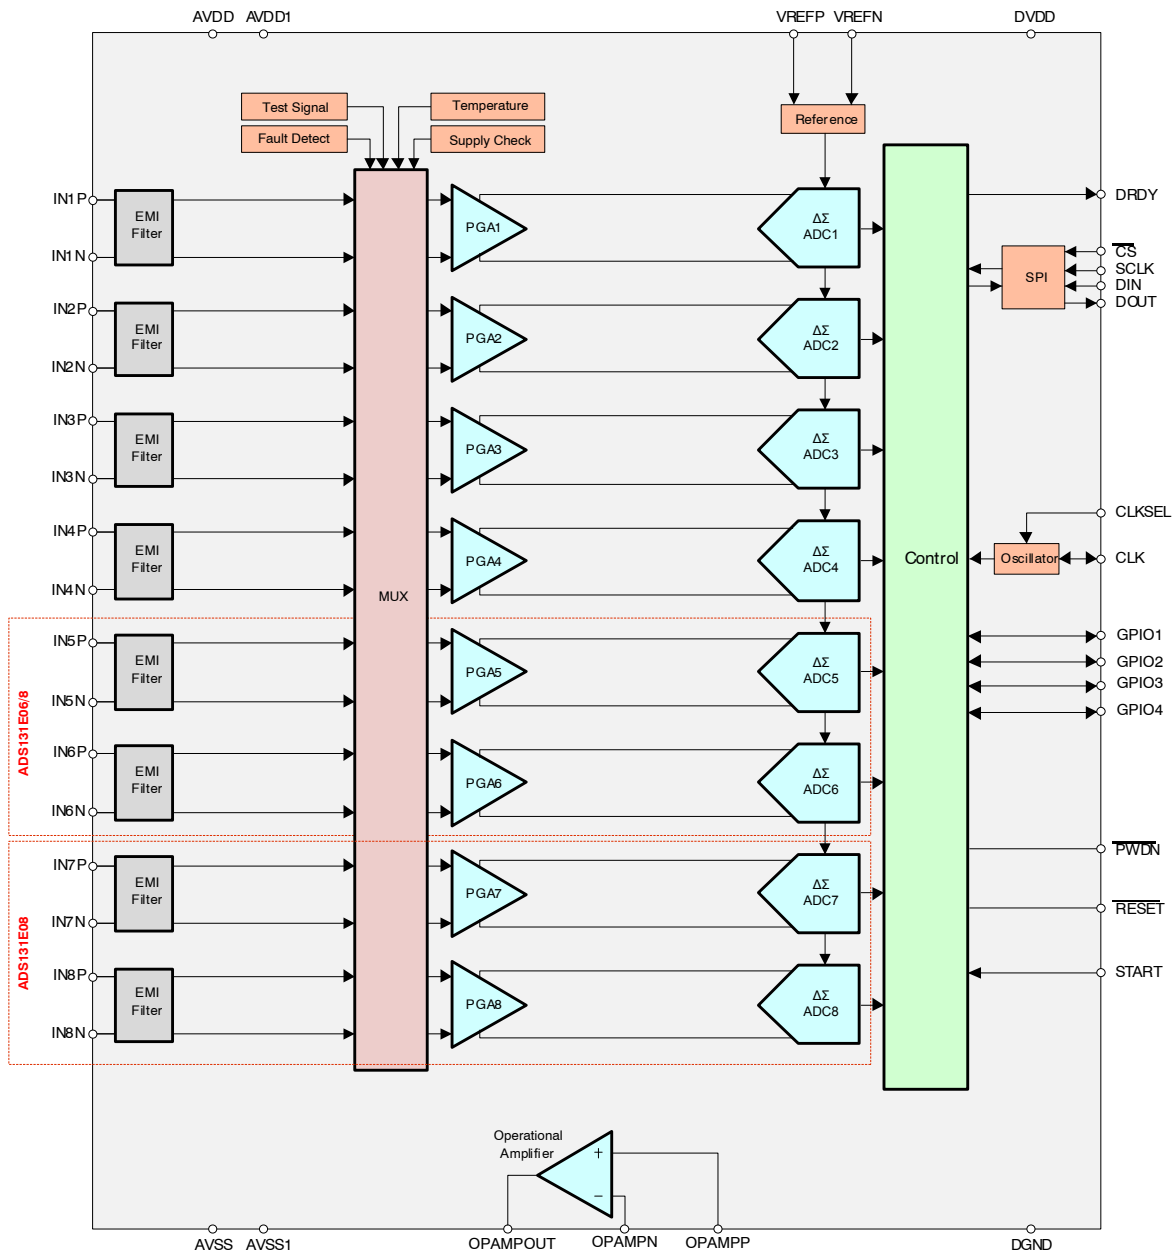 AVDD AVDD1 VREFP VREFN DVDD
Test Signal
Temperature
Fault Detect
Supply Check
Reference
IN1P
EMI
Filter
IN1N
PGA1
ΔΣ
ADC1
DRDY
CS
SCLK
DIN
DOUT
SPI
IN2P
EMI
Filter
IN2N
PGA2
ΔΣ
ADC2
IN3P
EMI
Filter
IN3N
PGA3
ΔΣ
ADC3
IN4P
EMI
Filter
IN4N
PGA4
ΔΣ
ADC4
MUX
Control
CLKSEL
Oscillator
CLK
ADS131E06/8
IN5P
EMI
Filter
IN5N
PGA5
ΔΣ
ADC5
GPIO1
GPIO2
GPIO3
GPIO4
IN6P
EMI
Filter
IN6N
PGA6
ΔΣ
ADC6
ADS131E08
IN7P
EMI
Filter
IN7N
PGA7
ΔΣ
ADC7
PWDN
RESET
IN8P
EMI
Filter
IN8N
PGA8
ΔΣ
ADC8
START
Operational
Amplifier
+
−
AVSS AVSS1 OPAMPOUT OPAMPN OPAMPP DGND